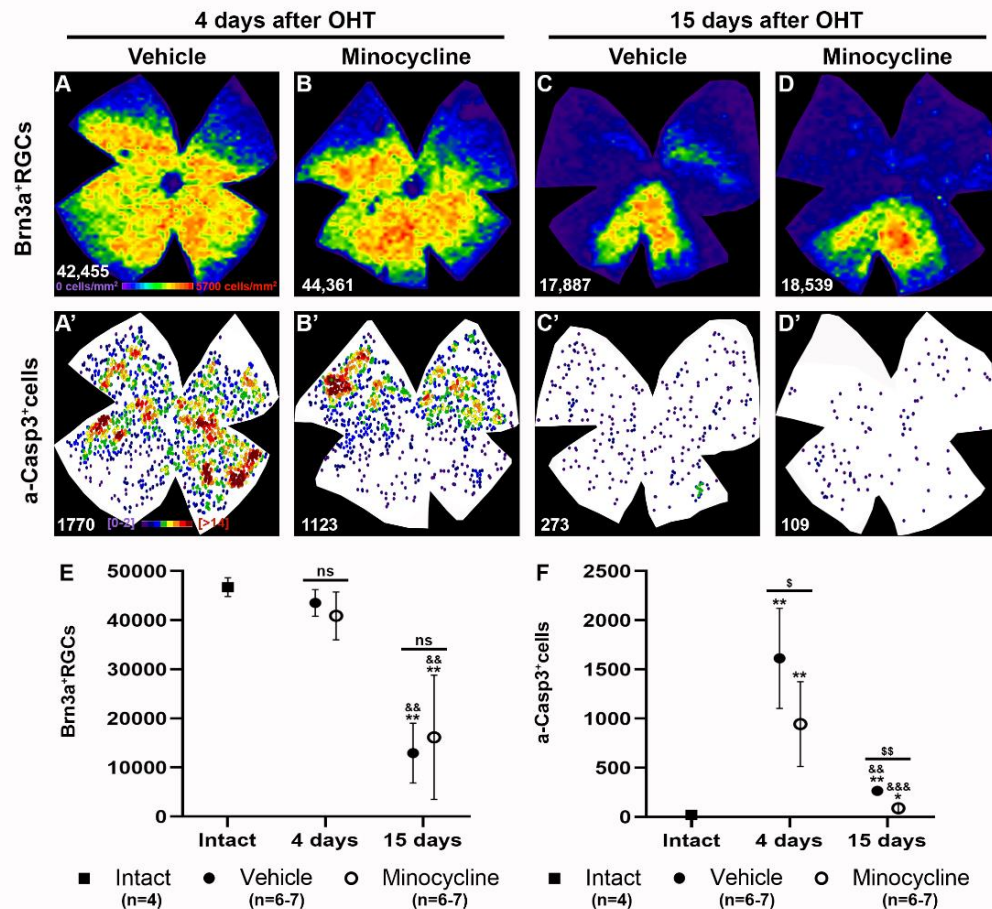 4 days after OHT
15 days after OHT
Vehicle
Minocycline
Vehicle
Minocycline
Brn3a⁺RGCs
A
B
C
D
42,455
0 cells/mm²
5700 cells/mm²
44,361
17,887
18,539
a-Casp3⁺cells
A'
B'
C'
D'
1770
[0-2]
[>14]
1123
273
109
E
Brn3a⁺RGCs
50000
40000
30000
20000
10000
0
ns
ns
&&
**
&&
**
Intact
4 days
15 days
F
a-Casp3⁺cells
2500
2000
1500
1000
500
0
$
**
**
$$
&&
**
&&&
*
Intact
4 days
15 days
Intact
(n=4)
Vehicle
(n=6-7)
Minocycline
(n=6-7)
Intact
(n=4)
Vehicle
(n=6-7)
Minocycline
(n=6-7)